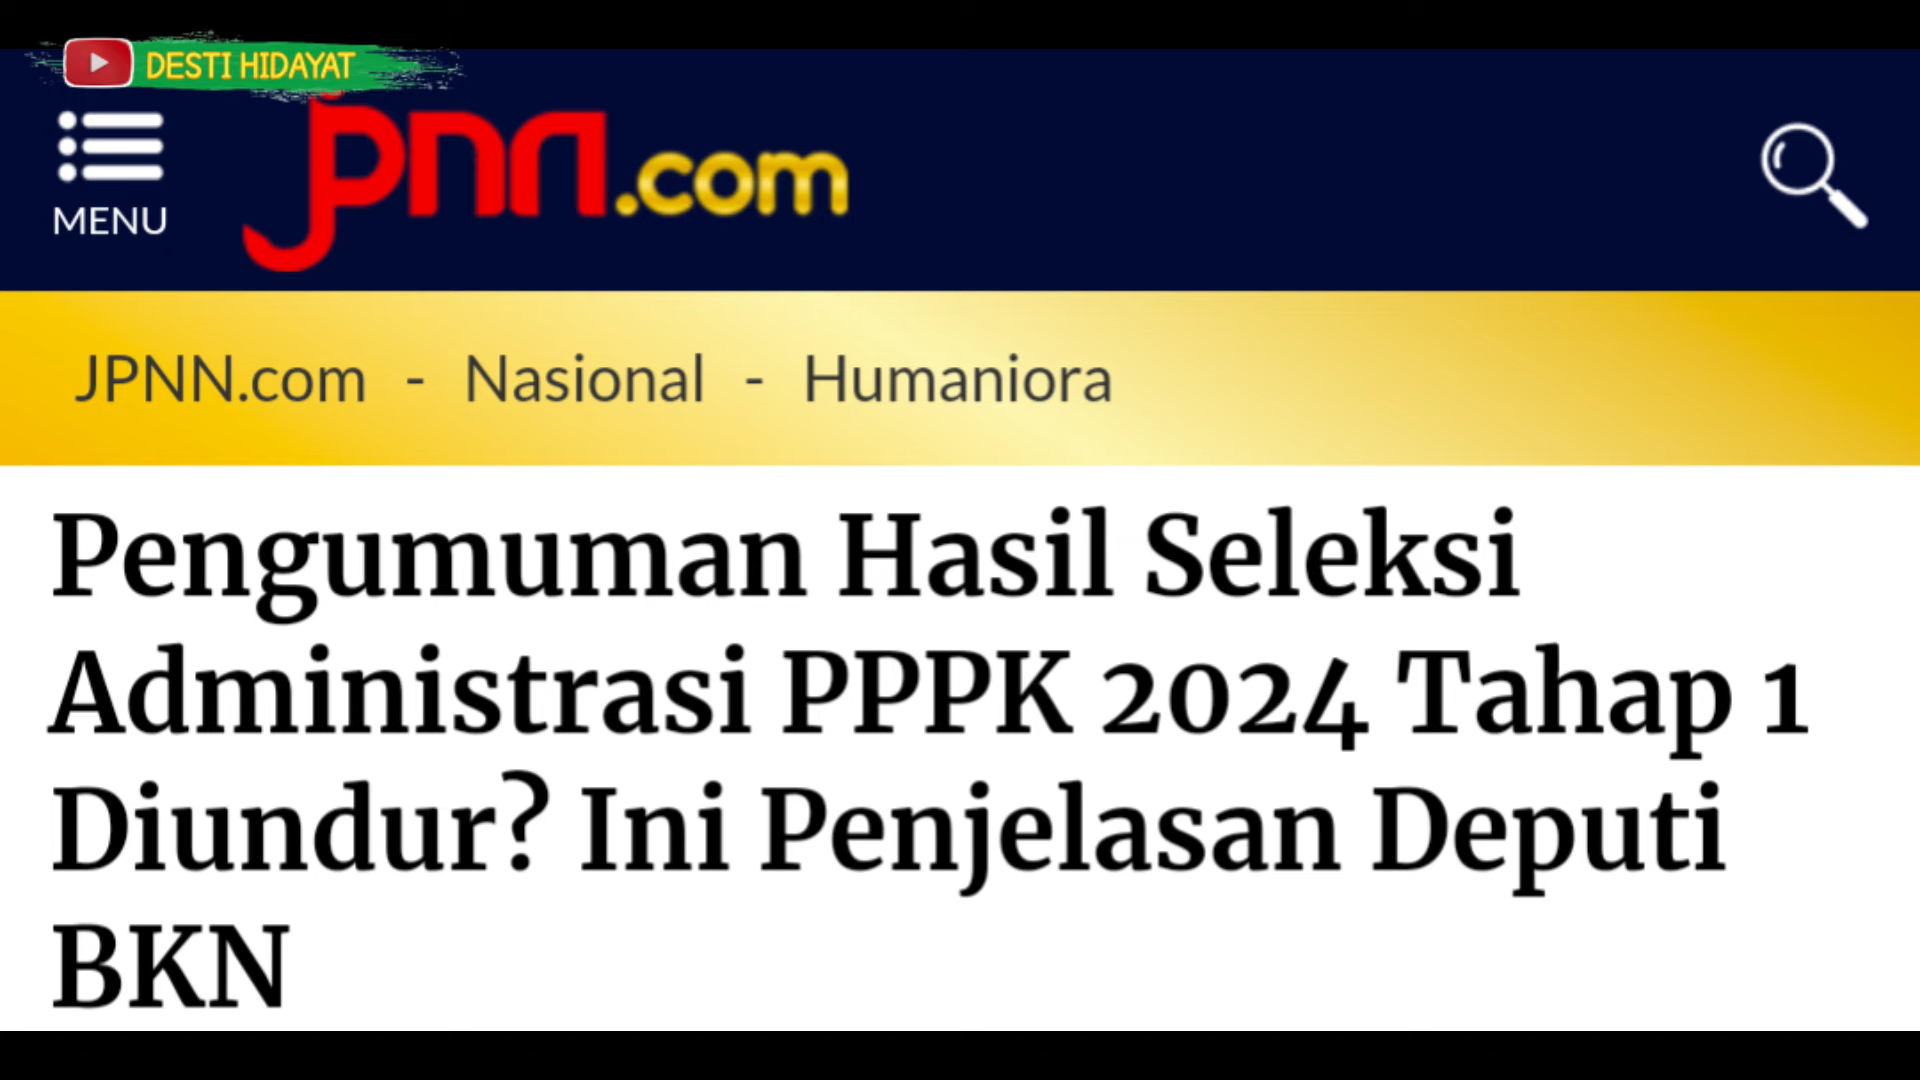 DESTI HIDAYAT
MENU
jpnn.com
JPNN.com - Nasional - Humaniora
Pengumuman Hasil Seleksi
Administrasi PPPK 2024 Tahap 1
Diundur? Ini Penjelasan Deputi
BKN